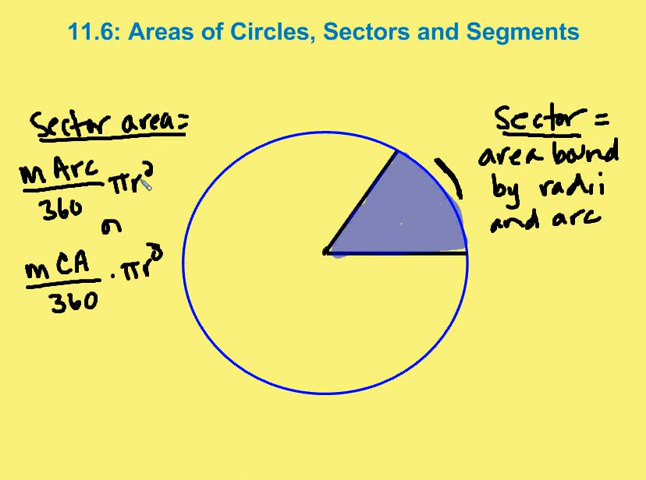 11.6: Areas of Circles, Sectors and Segments
Sector area=
m Arc
360
πr²
or
m CA
360
· πr²
Sector =
area bound
by radii
and arc